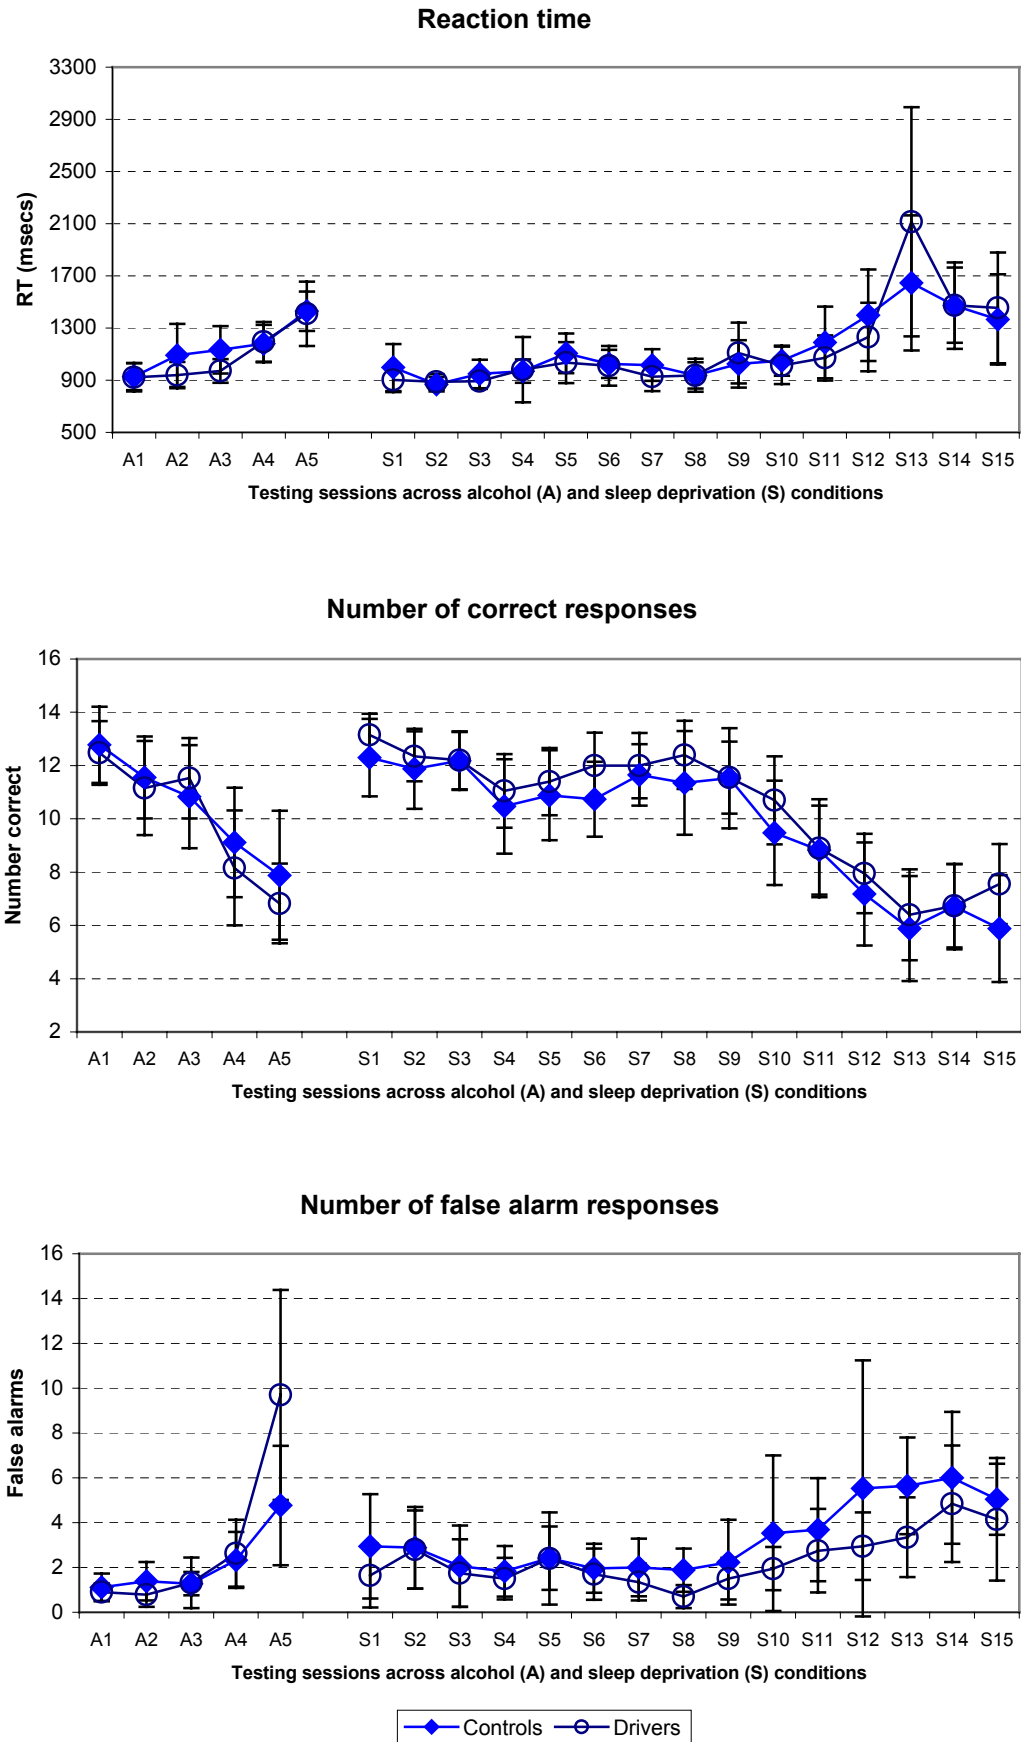 Reaction time
3300
2900
2500
2100
1700
1300
900
500
RT (msecs)
A1 A2 A3 A4 A5 S1 S2 S3 S4 S5 S6 S7 S8 S9 S10 S11 S12 S13 S14 S15
Testing sessions across alcohol (A) and sleep deprivation (S) conditions
Number of correct responses
16
14
12
10
8
6
4
2
Number correct
A1 A2 A3 A4 A5 S1 S2 S3 S4 S5 S6 S7 S8 S9 S10 S11 S12 S13 S14 S15
Testing sessions across alcohol (A) and sleep deprivation (S) conditions
Number of false alarm responses
16
14
12
10
8
6
4
2
0
False alarms
A1 A2 A3 A4 A5 S1 S2 S3 S4 S5 S6 S7 S8 S9 S10 S11 S12 S13 S14 S15
Testing sessions across alcohol (A) and sleep deprivation (S) conditions
Controls Drivers